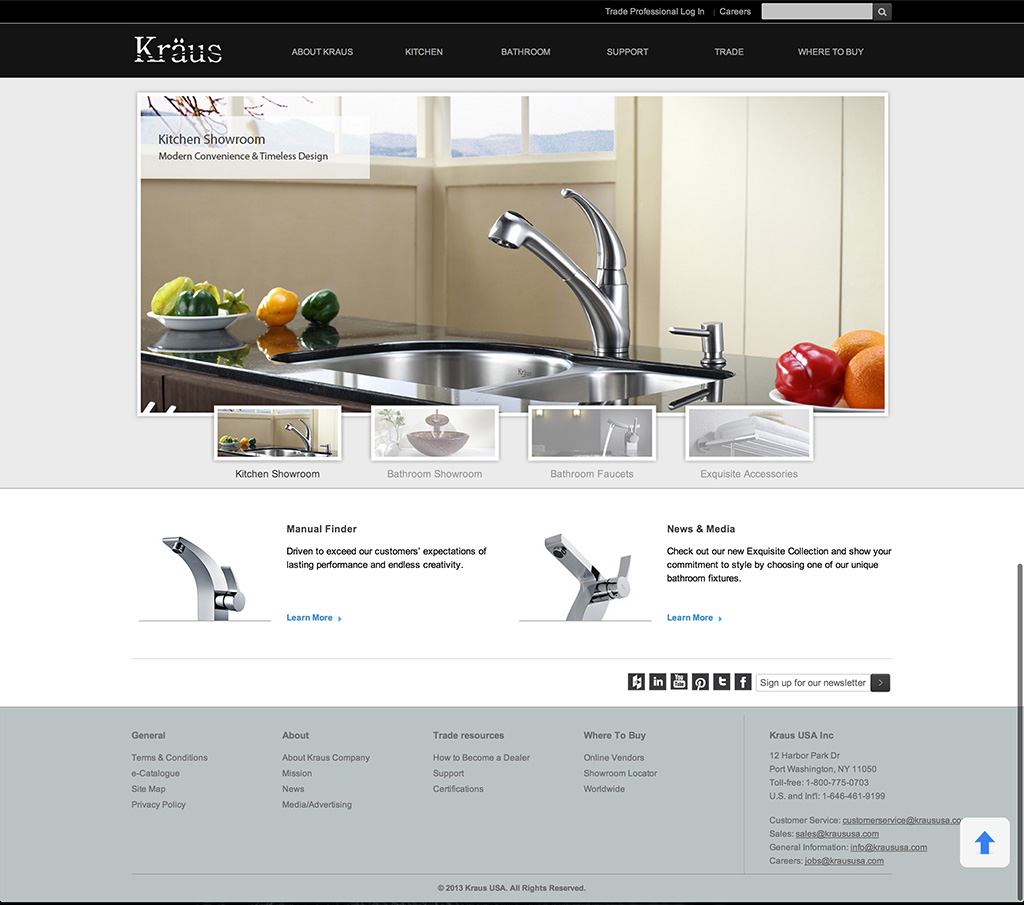 Trade Professional Log In | Careers
Kräus
ABOUT KRAUS
KITCHEN
BATHROOM
SUPPORT
TRADE
WHERE TO BUY
Kitchen Showroom
Modern Convenience & Timeless Design
Kraus
Kitchen Showroom
Bathroom Showroom
Bathroom Faucets
Exquisite Accessories
Manual Finder
Driven to exceed our customers' expectations of
lasting performance and endless creativity.
Learn More
News & Media
Check out our new Exquisite Collection and show your
commitment to style by choosing one of our unique
bathroom fixtures.
Learn More
in
You Tube
Sign up for our newsletter
General
Terms & Conditions
e-Catalogue
Site Map
Privacy Policy
About
About Kraus Company
Mission
News
Media/Advertising
Trade resources
How to Become a Dealer
Support
Certifications
Where To Buy
Online Vendors
Showroom Locator
Worldwide
Kraus USA Inc
12 Harbor Park Dr
Port Washington, NY 11050
Toll-free: 1-800-775-0703
U.S. and Int'l: 1-646-461-9199
Customer Service: customerservice@kraususa.co
Sales: sales@kraususa.com
General Information: info@kraususa.com
Careers: jobs@kraususa.com
© 2013 Kraus USA. All Rights Reserved.